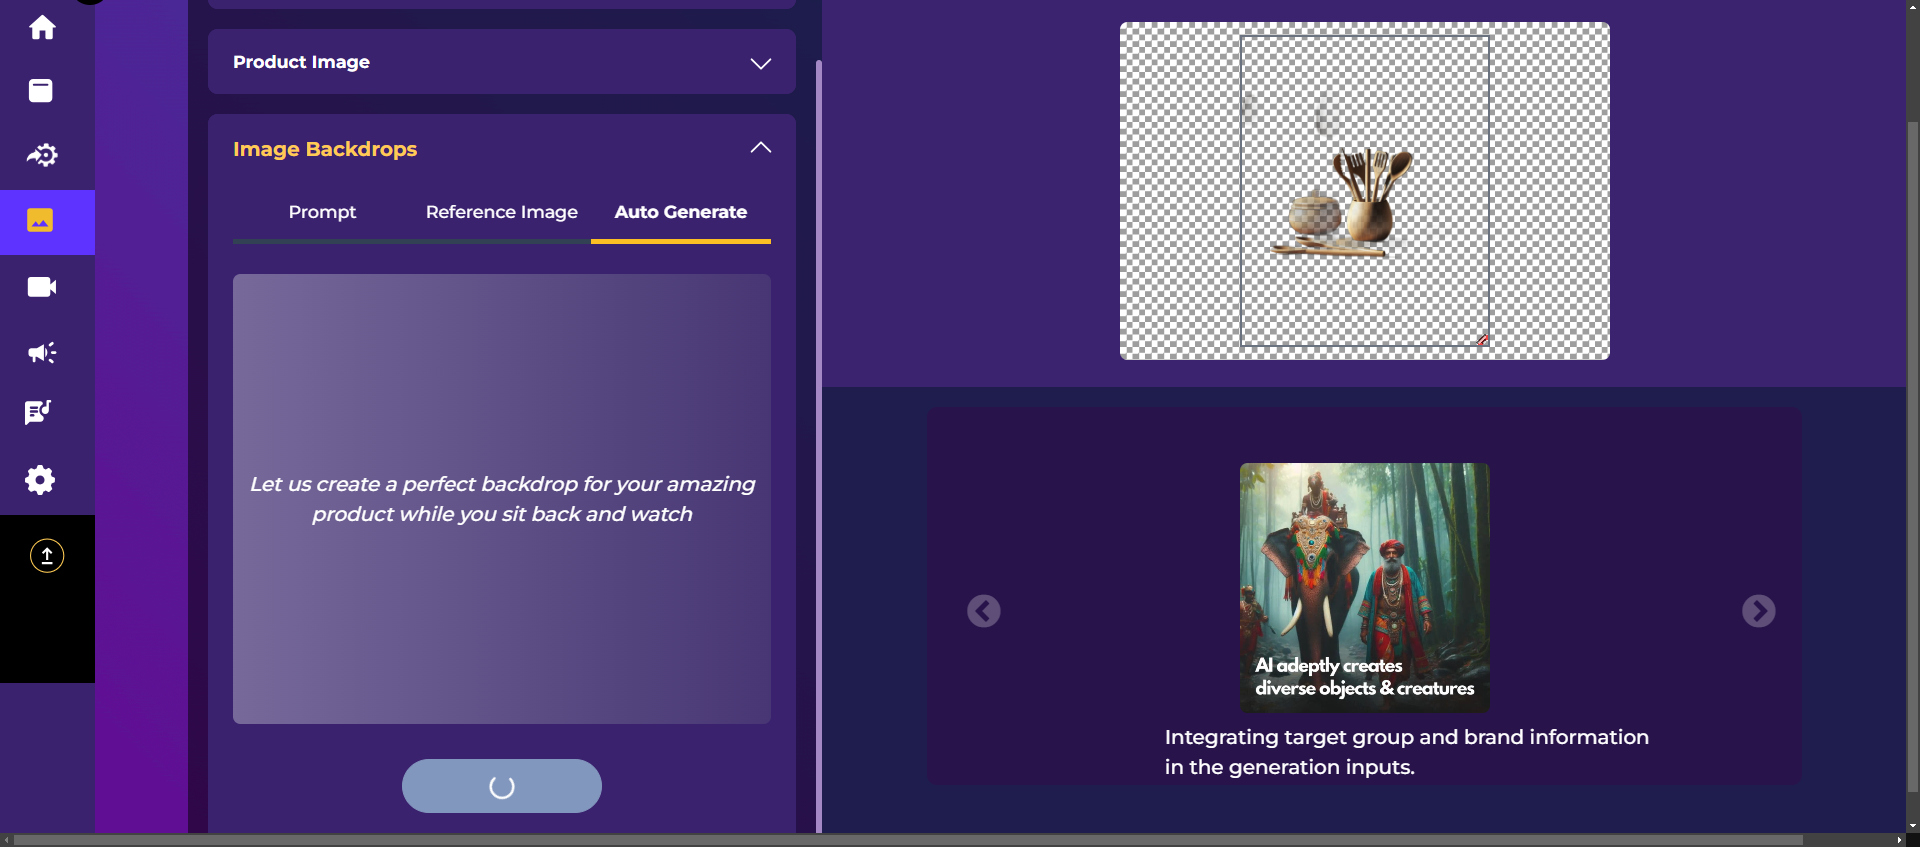 Product Image
Image Backdrops
Prompt
Reference Image
Auto Generate
Let us create a perfect backdrop for your amazing
product while you sit back and watch
AI adeptly creates
diverse objects & creatures
Integrating target group and brand information
in the generation inputs.